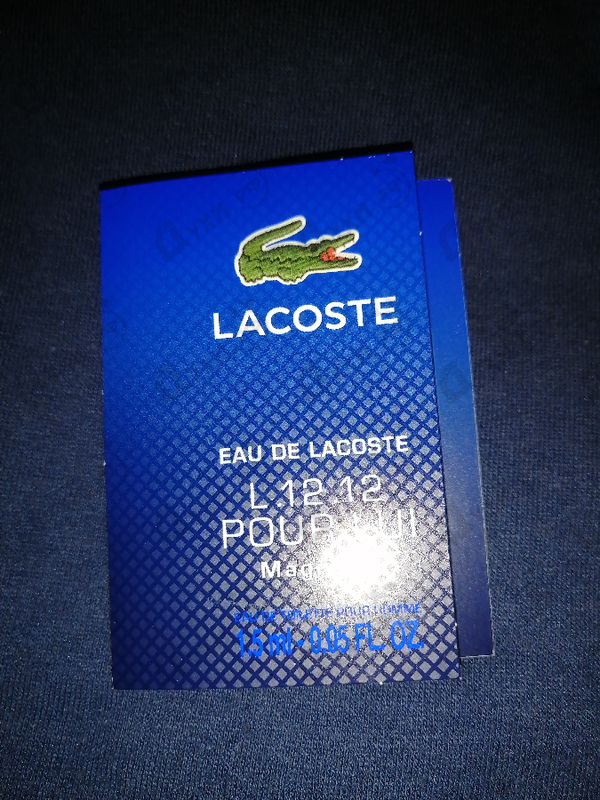 LACOSTE
EAU DE LACOSTE
L 12 12
POUR LUI
EAU DE TOILETTE POUR HOMME
1.5 ml - 0.05 FL. OZ.